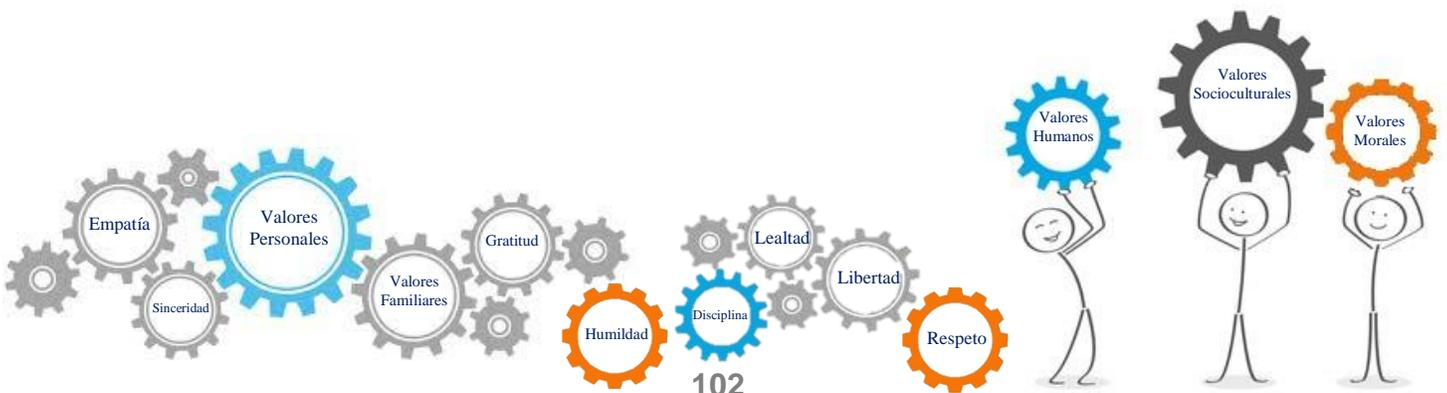 Empatía
Sinceridad
Valores
Personales
Valores
Familiares
Gratitud
Humildad
Disciplina
Lealtad
Libertad
Respeto
Valores
Humanos
Valores
Socioculturales
Valores
Morales
102